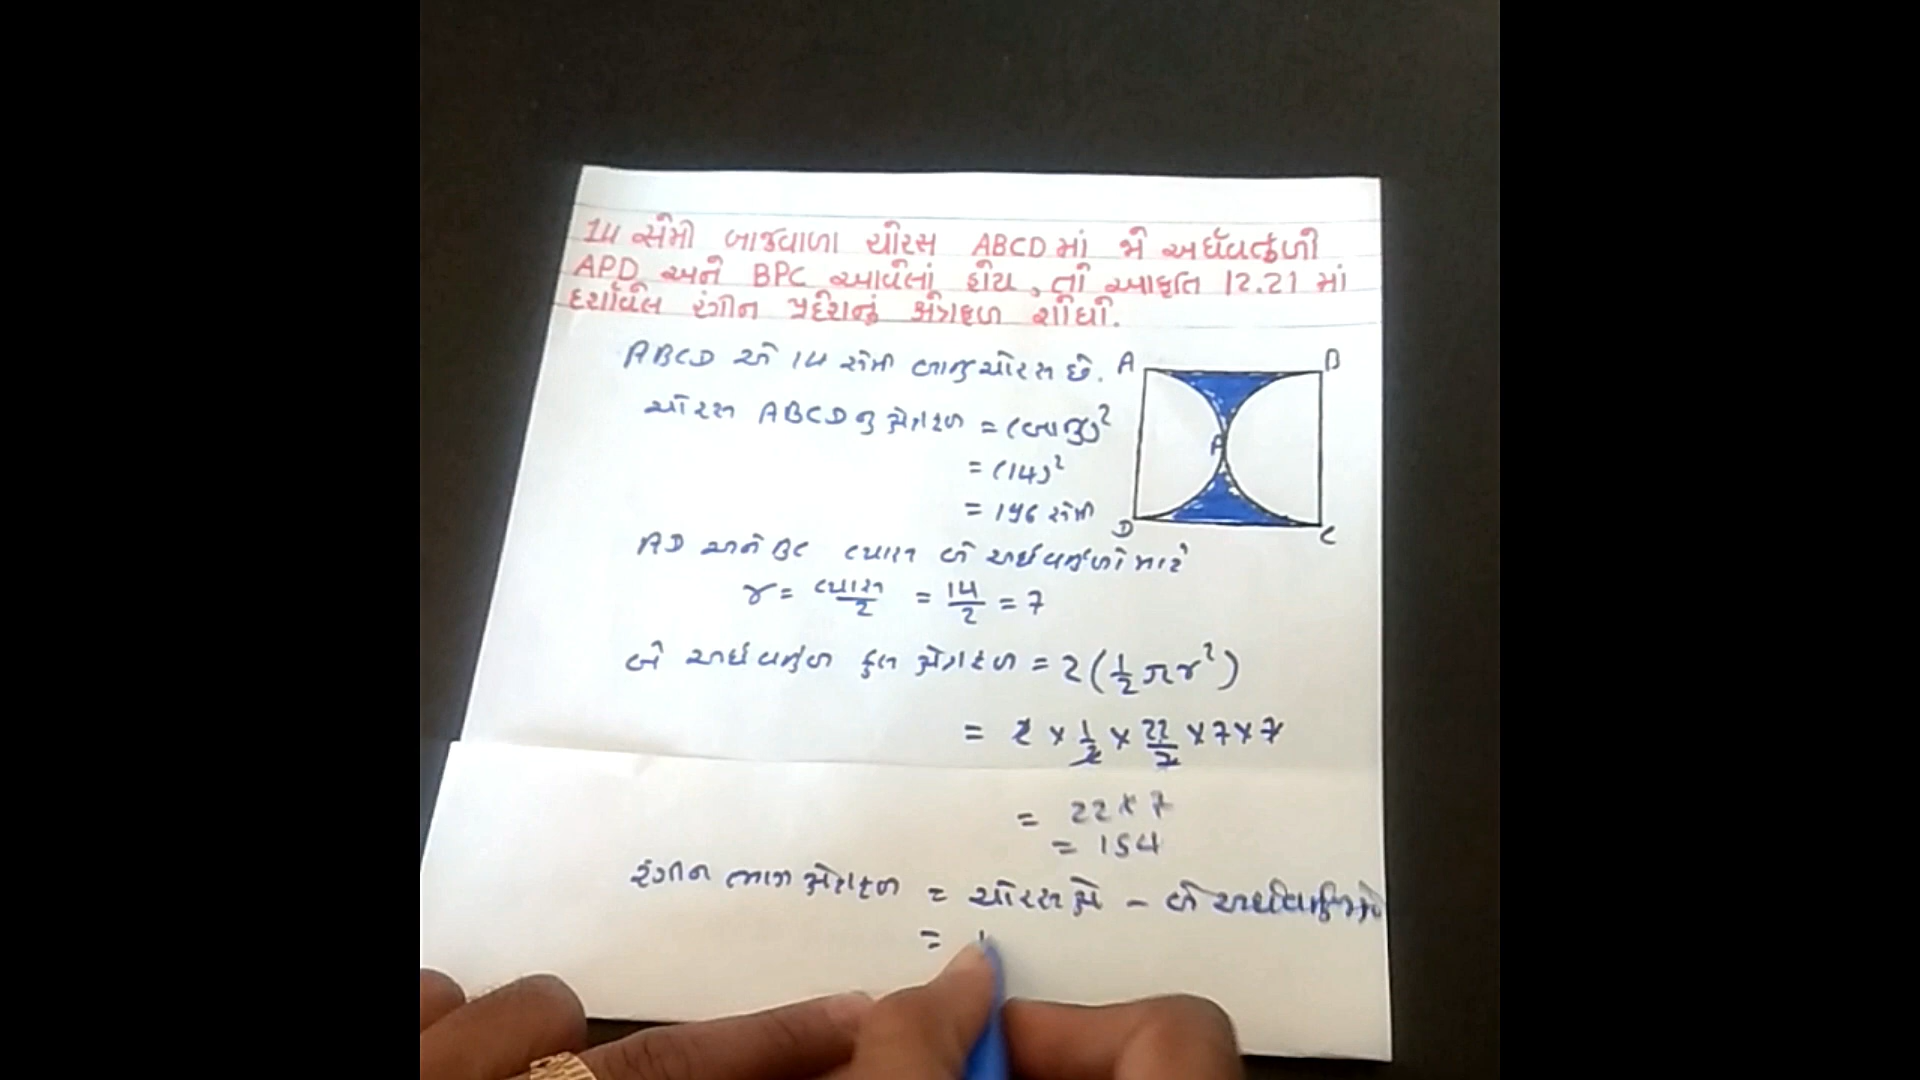 14 સેમી બાજુવાળા ચોરસ ABCD માં બે અર્ધવર્તુળો
APD અને BPC આવેલાં હોય, તો આકૃતિ 12.21 માં
દર્શાવેલ રંગીન પ્રદેશનું ક્ષેત્રફળ શોધો.
ABCD એ 14 સેમી બાજુ ચોરસ છે.
A B
ચોરસ ABCD નુ ક્ષેત્રફળ = (બાજુ)²
P
= (14)²
= 196 સેમી
D C
AD અને BC વ્યાસ બે અર્ધવર્તુળો માટે
r = વ્યાસ/2 = 14/2 = 7
બે અર્ધવર્તુળ કુલ ક્ષેત્રફળ = 2(1/2 πr²)
= 2 × 1/2 × 22/7 × 7 × 7
= 22 × 7
= 154
રંગીન ભાગ ક્ષેત્રફળ = ચોરસ ક્ષે - બે અર્ધવર્તુળ ક્ષે
=